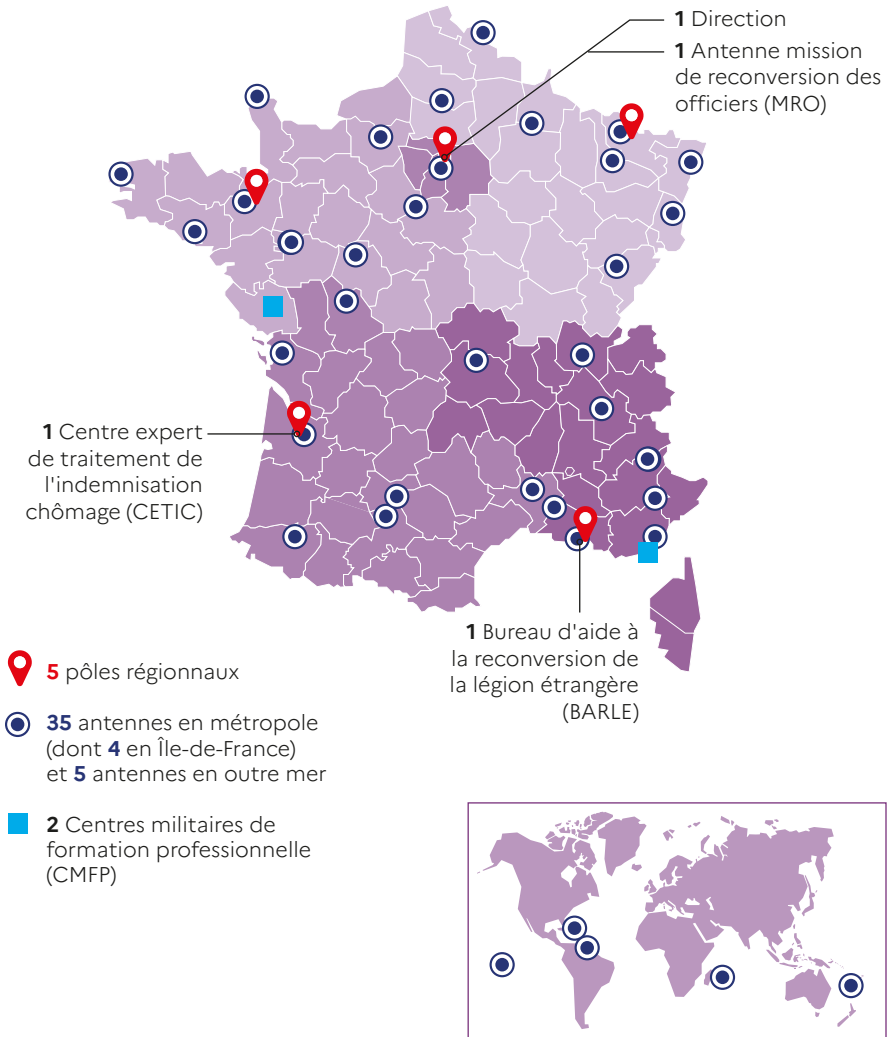 1 Direction
1 Antenne mission
de reconversion des
officiers (MRO)
1 Centre expert
de traitement de
l'indemnisation
chômage (CETIC)
1 Bureau d'aide à
la reconversion de
la légion étrangère
(BARLE)
5 pôles régionnaux
35 antennes en métropole
(dont 4 en Île-de-France)
et 5 antennes en outre mer
2 Centres militaires de
formation professionnelle
(CMFP)